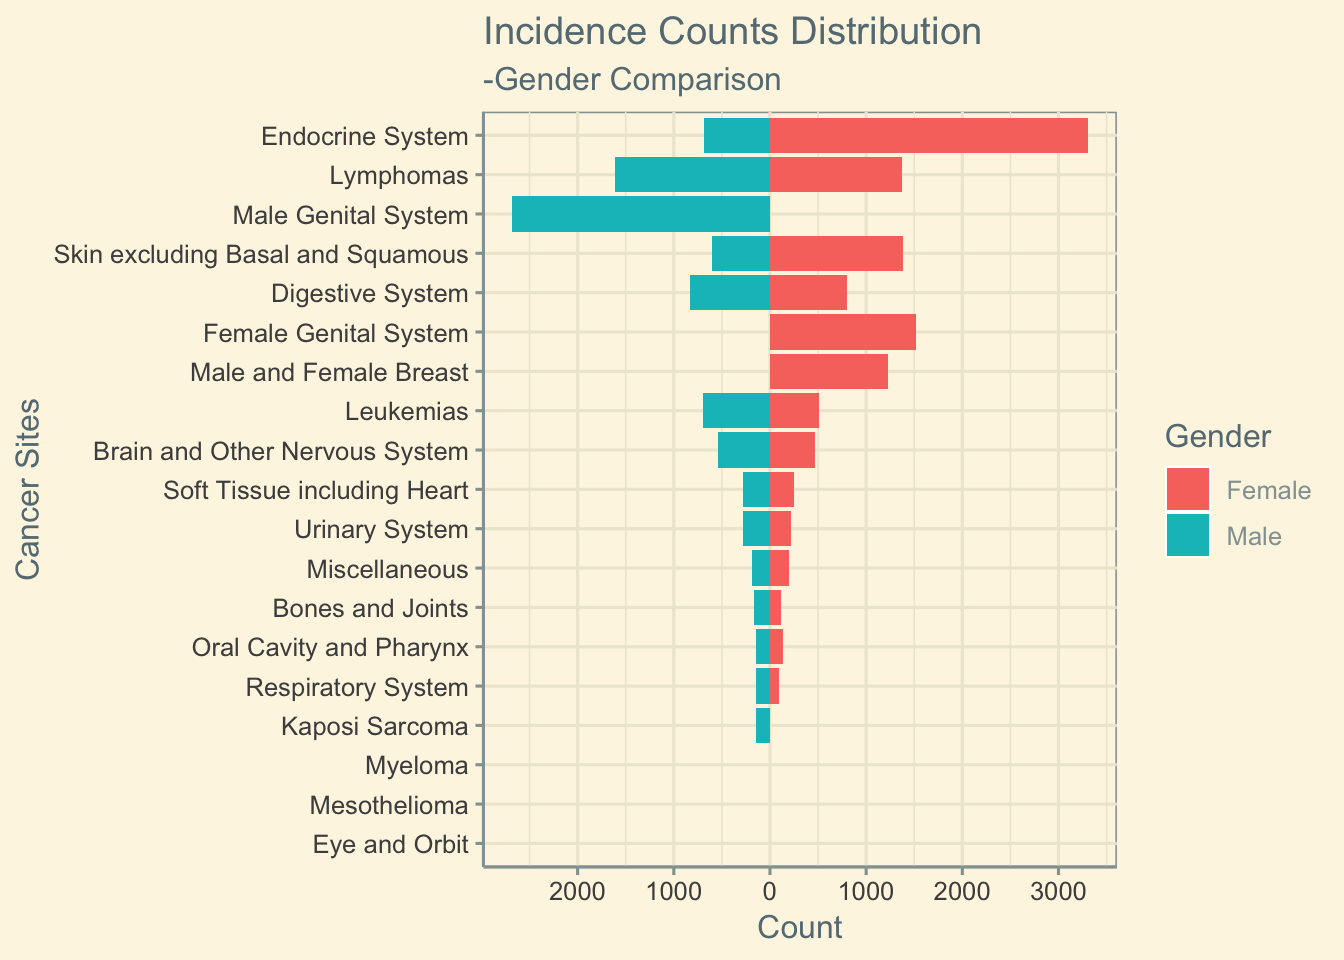 Incidence Counts Distribution
-Gender Comparison
Endocrine System
Lymphomas
Male Genital System
Skin excluding Basal and Squamous
Digestive System
Female Genital System
Male and Female Breast
Leukemias
Brain and Other Nervous System
Soft Tissue including Heart
Urinary System
Miscellaneous
Bones and Joints
Oral Cavity and Pharynx
Respiratory System
Kaposi Sarcoma
Myeloma
Mesothelioma
Eye and Orbit
Cancer Sites
2000 1000 0 1000 2000 3000
Count
Gender
Female
Male